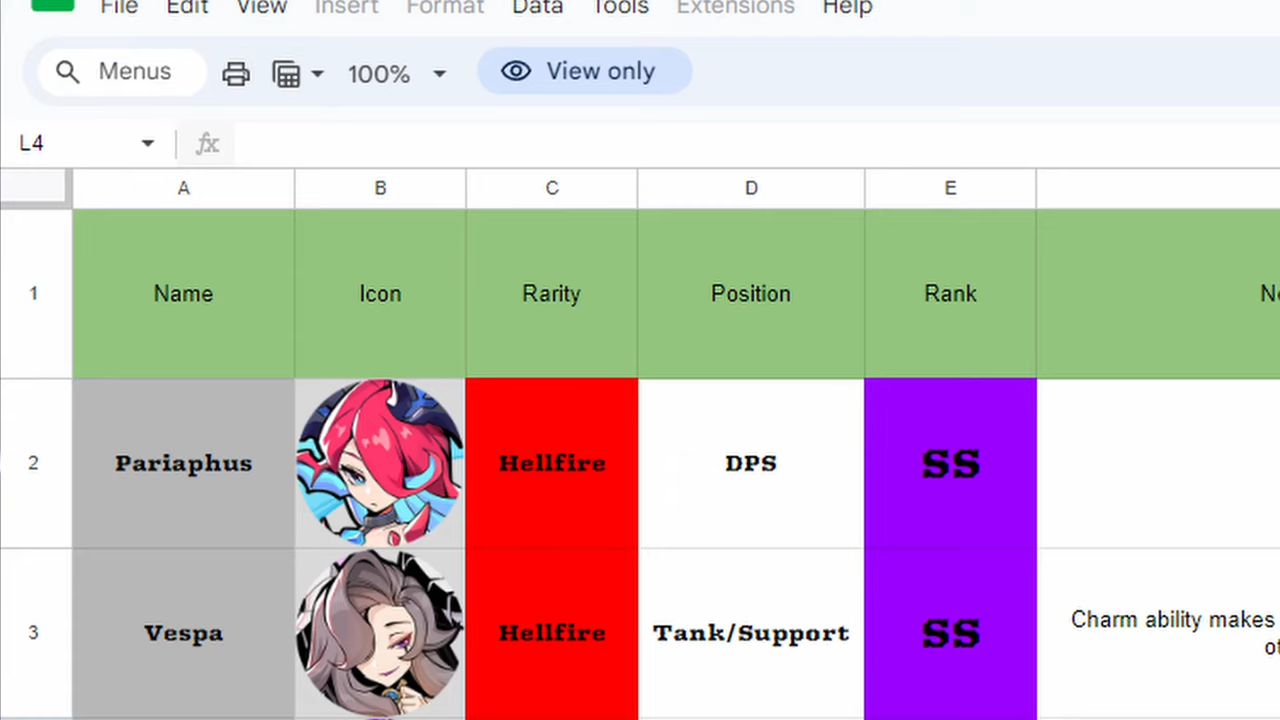 File Edit View Insert Format Data Tools Extensions Help
Menus 100% View only
L4 fx
A B C D E
1 Name Icon Rarity Position Rank
2 Pariaphus Hellfire DPS SS
3 Vespa Hellfire Tank/Support SS Charm ability makes